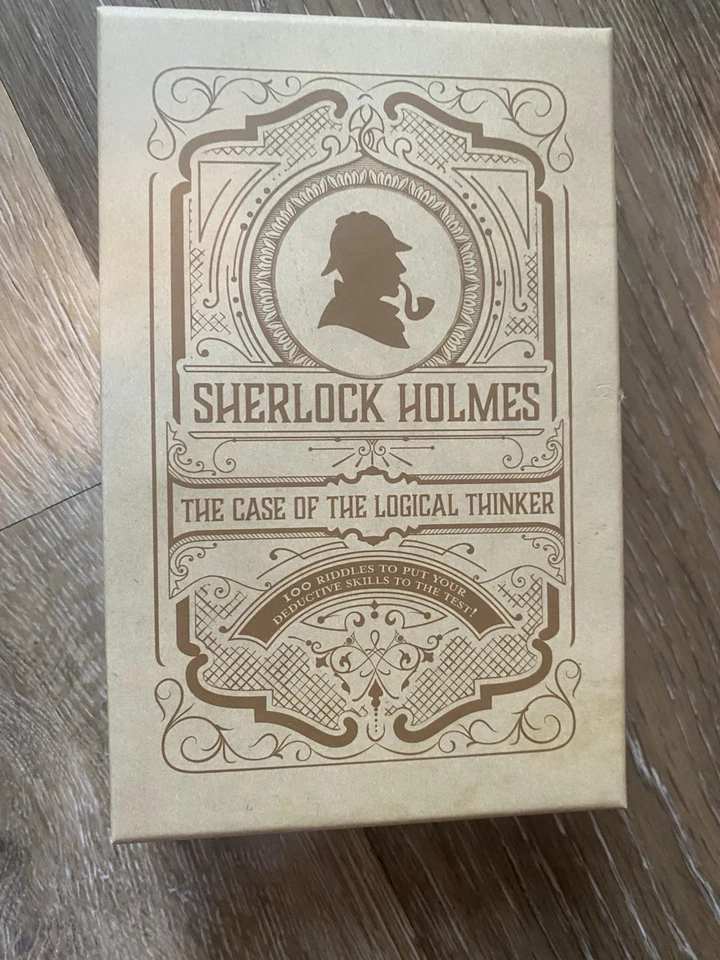 SHERLOCK HOLMES
THE CASE OF THE LOGICAL THINKER
100 RIDDLES TO PUT YOUR
DEDUCTIVE SKILLS TO THE TEST!